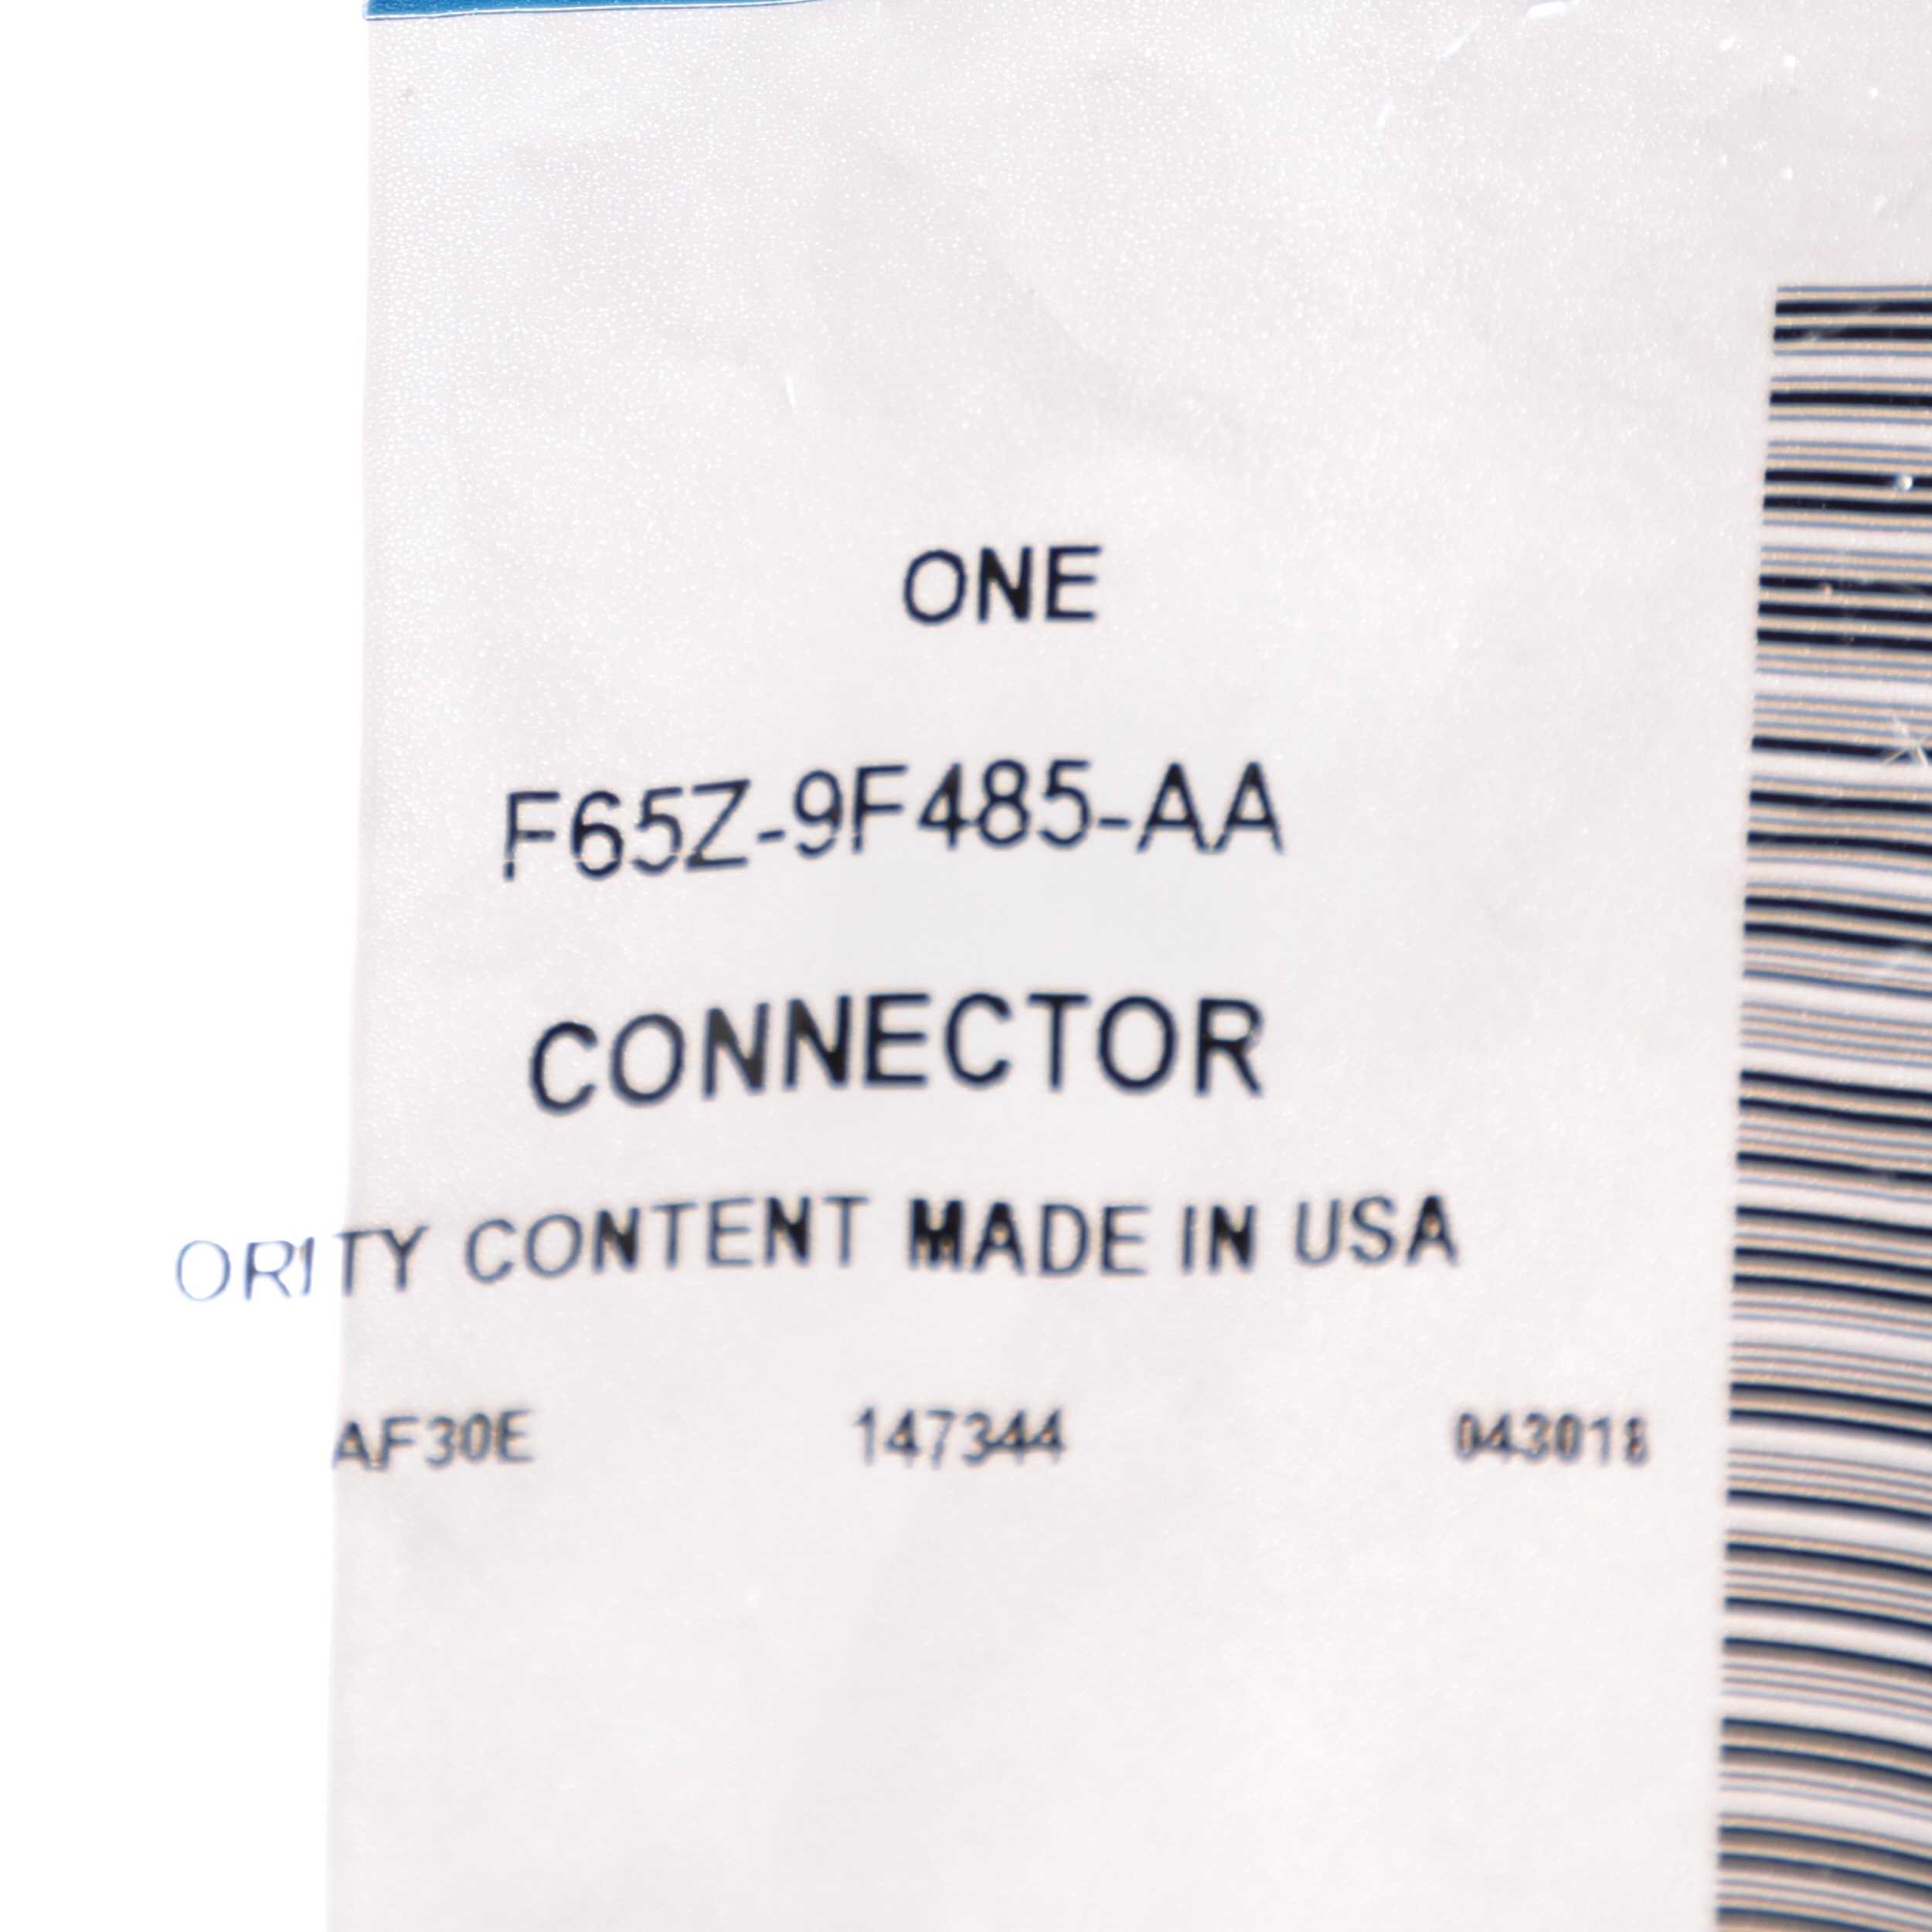 ONE
F65Z-9F485-AA
CONNECTOR
ORITY CONTENT MADE IN USA
AF30E 147344 043018